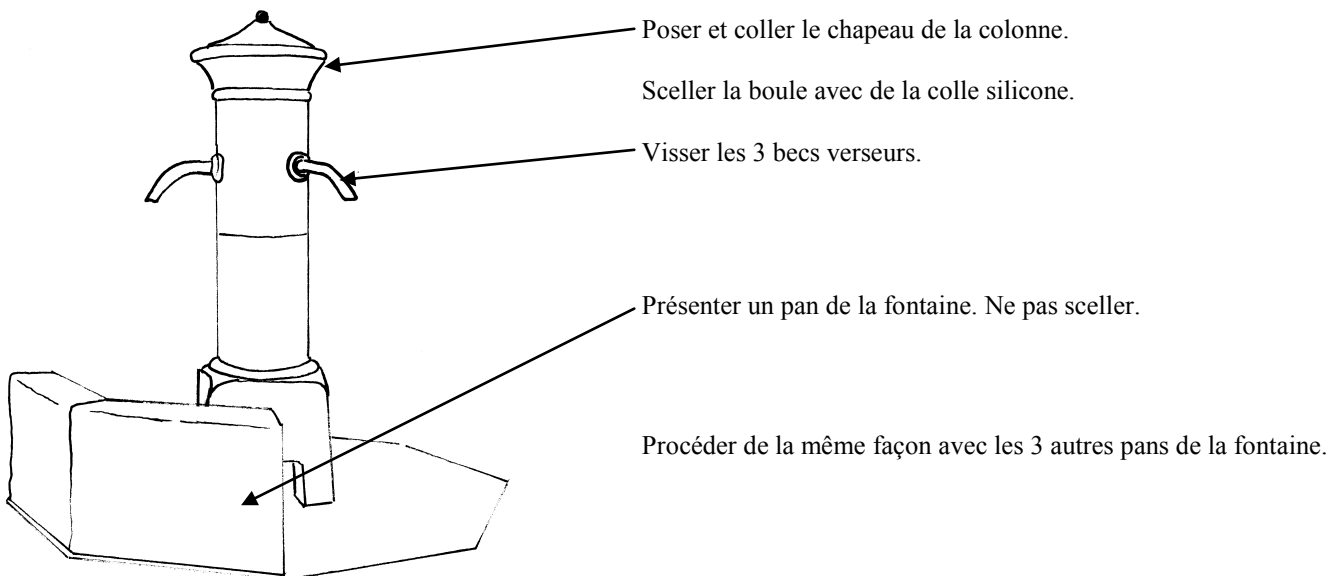 Poser et coller le chapeau de la colonne.
Sceller la boule avec de la colle silicone.
Visser les 3 becs verseurs.
Présenter un pan de la fontaine. Ne pas sceller.
Procéder de la même façon avec les 3 autres pans de la fontaine.